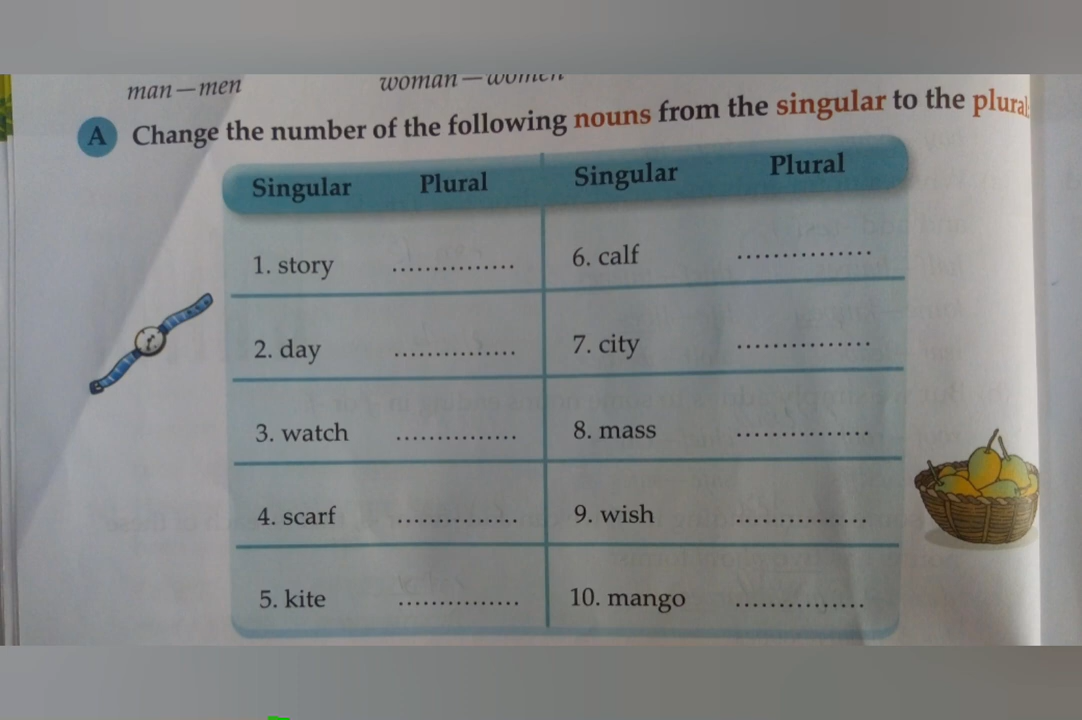 man—men woman—women
A Change the number of the following nouns from the singular to the plural
Singular Plural Singular Plural
1. story ............... 6. calf ...............
2. day ............... 7. city ...............
3. watch ............... 8. mass ...............
4. scarf ............... 9. wish ...............
5. kite ............... 10. mango ...............